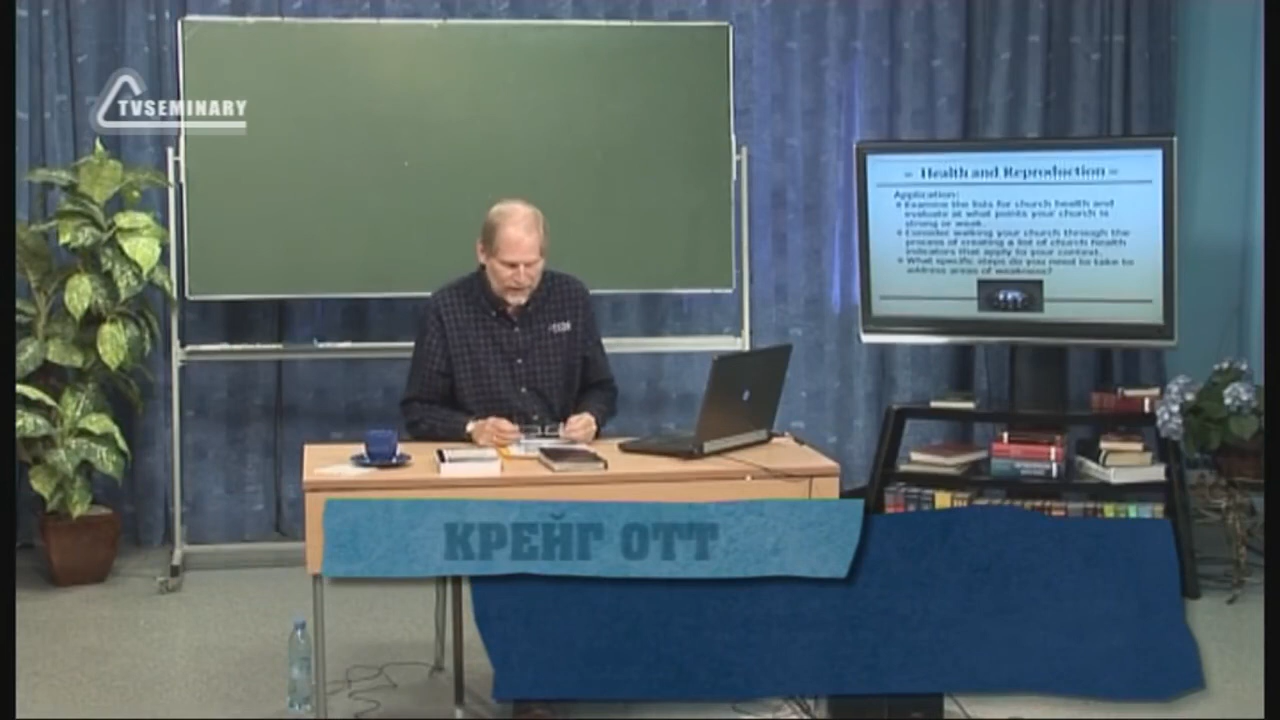 TVSEMINARY
Health and Reproduction
Application:
Examine the lists for church health and
evaluate at what points your church is
strong or weak.
Consider walking your church through the
process of creating a list of church health
indicators that apply to your context.
What specific steps do you need to take to
address areas of weakness?
КРЕЙГ ОТТ